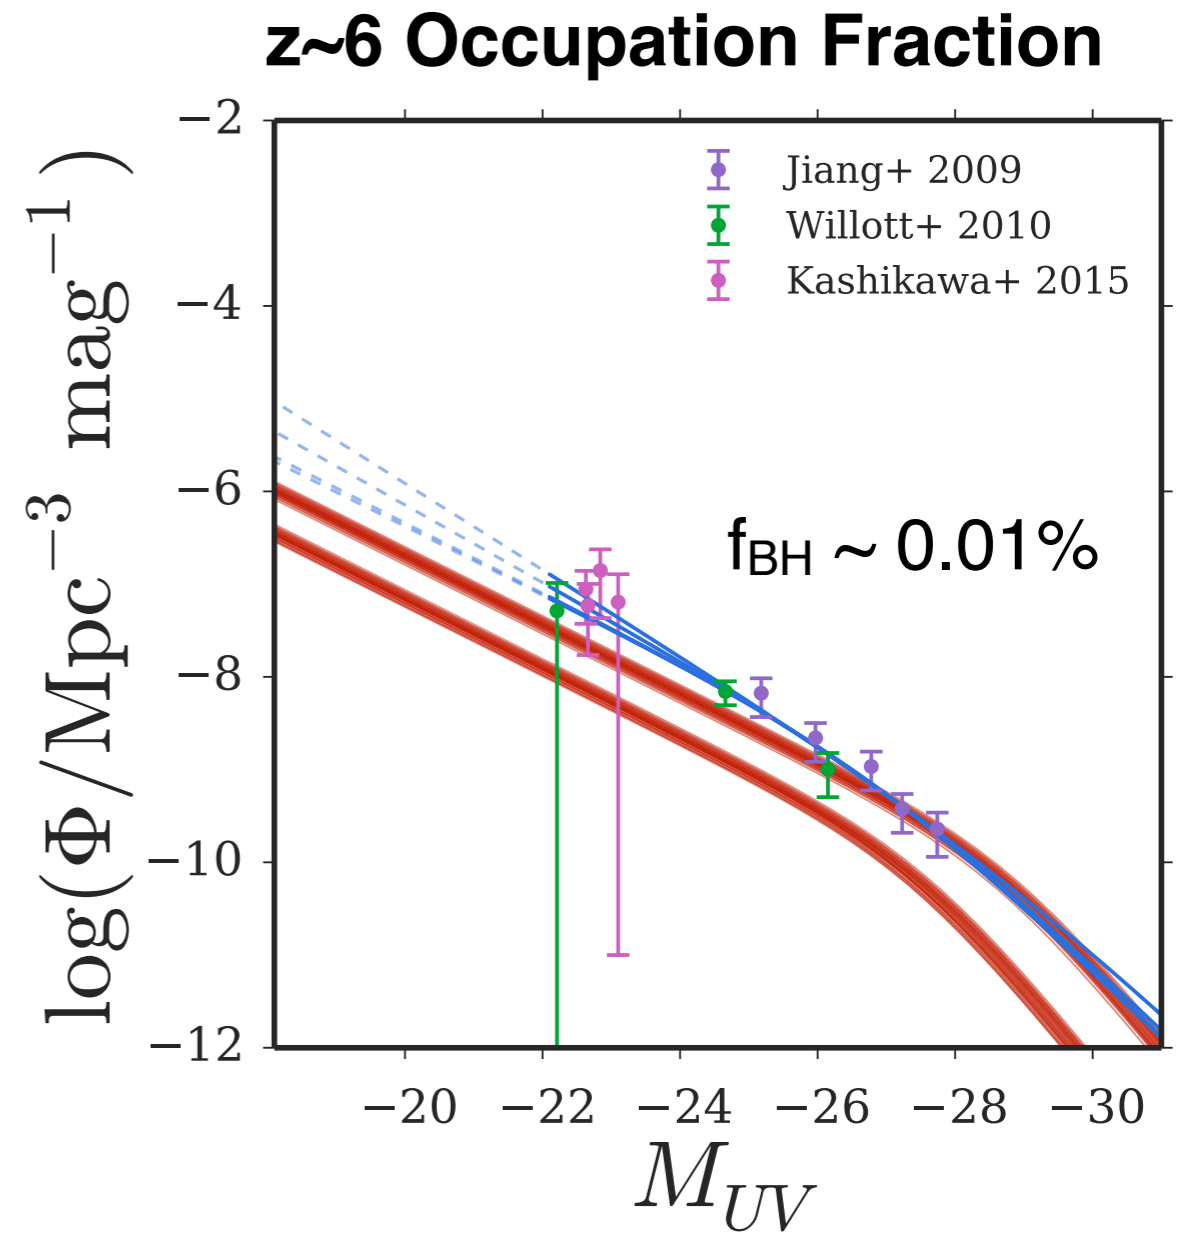 z~6 Occupation Fraction
log(Φ/Mpc⁻³ mag⁻¹)
−2
−4
−6
−8
−10
−12
Jiang+ 2009
Willott+ 2010
Kashikawa+ 2015
f_BH ~ 0.01%
−20 −22 −24 −26 −28 −30
M_UV